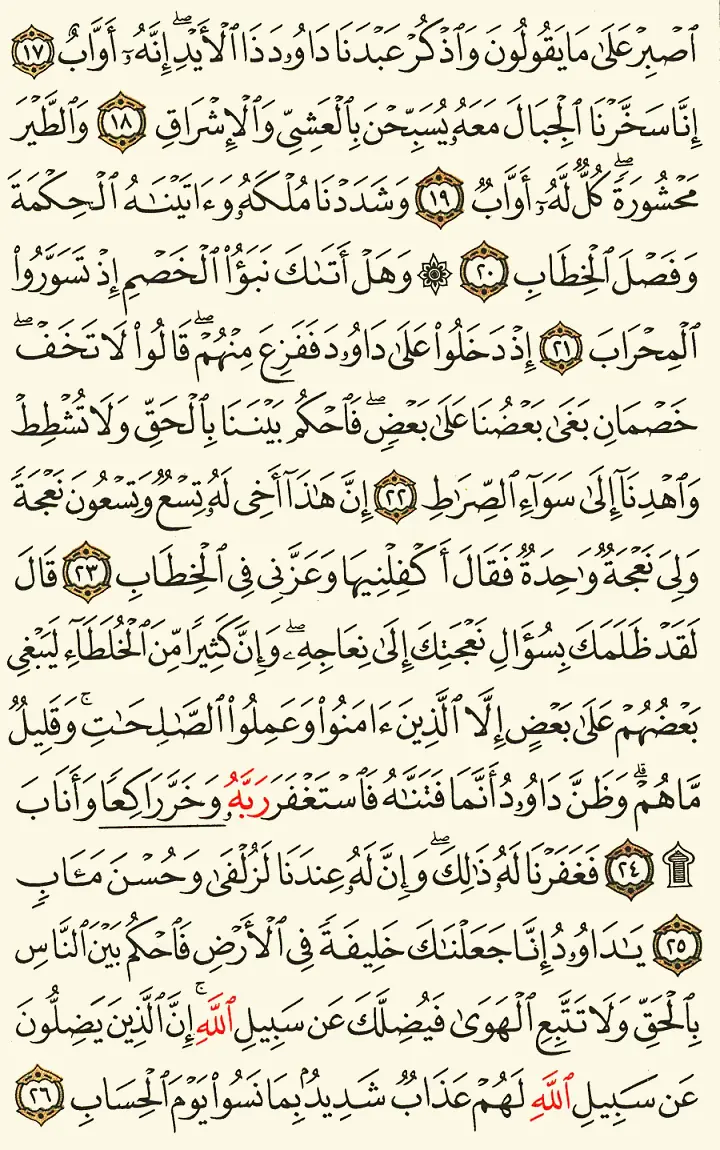 ٱصۡبِرۡ عَلَىٰ مَا يَقُولُونَ وَٱذۡكُرۡ عَبۡدَنَا دَاوُۥدَ ذَا ٱلۡأَيۡدِۖ إِنَّهُۥٓ أَوَّابٌ ١٧
إِنَّا سَخَّرۡنَا ٱلۡجِبَالَ مَعَهُۥ يُسَبِّحۡنَ بِٱلۡعَشِيِّ وَٱلۡإِشۡرَاقِ ١٨ وَٱلطَّيۡرَ
مَحۡشُورَةٗۖ كُلّٞ لَّهُۥٓ أَوَّابٞ ١٩ وَشَدَدۡنَا مُلۡكَهُۥ وَءَاتَيۡنَٰهُ ٱلۡحِكۡمَةَ
وَفَصۡلَ ٱلۡخِطَابِ ٢٠ ۞ وَهَلۡ أَتَىٰكَ نَبَؤُاْ ٱلۡخَصۡمِ إِذۡ تَسَوَّرُواْ
ٱلۡمِحۡرَابَ ٢١ إِذۡ دَخَلُواْ عَلَىٰ دَاوُۥدَ فَفَزِعَ مِنۡهُمۡۖ قَالُواْ لَا تَخَفۡۖ
خَصۡمَانِ بَغَىٰ بَعۡضُنَا عَلَىٰ بَعۡضٖۖ فَٱحۡكُم بَيۡنَنَا بِٱلۡحَقِّ وَلَا تُشۡطِطۡ
وَٱهۡدِنَآ إِلَىٰ سَوَآءِ ٱلصِّرَٰطِ ٢٢ إِنَّ هَٰذَآ أَخِي لَهُۥ تِسۡعٞ وَتِسۡعُونَ نَعۡجَةٗ
وَلِيَ نَعۡجَةٞ وَٰحِدَةٞ فَقَالَ أَكۡفِلۡنِيهَا وَعَزَّنِي فِي ٱلۡخِطَابِ ٢٣ قَالَ
لَقَدۡ ظَلَمَكَ بِسُؤَالِ نَعۡجَتِكَ إِلَىٰ نِعَاجِهِۦۖ وَإِنَّ كَثِيرٗا مِّنَ ٱلۡخُلَطَآءِ لَيَبۡغِي
بَعۡضُهُمۡ عَلَىٰ بَعۡضٍ إِلَّا ٱلَّذِينَ ءَامَنُواْ وَعَمِلُواْ ٱلصَّٰلِحَٰتِۚ وَقَلِيلٞ
مَّا هُمۡۗ وَظَنَّ دَاوُۥدُ أَنَّمَا فَتَنَّٰهُ فَٱسۡتَغۡفَرَ رَبَّهُۥ وَخَرَّ رَاكِعٗا وَأَنَابَ
۩ ٢٤ فَغَفَرۡنَا لَهُۥ ذَٰلِكَۖ وَإِنَّ لَهُۥ عِندَنَا لَزُلۡفَىٰ وَحُسۡنَ مَـَٔابٖ
٢٥ يَٰدَاوُۥدُ إِنَّا جَعَلۡنَٰكَ خَلِيفَةٗ فِي ٱلۡأَرۡضِ فَٱحۡكُم بَيۡنَ ٱلنَّاسِ
بِٱلۡحَقِّ وَلَا تَتَّبِعِ ٱلۡهَوَىٰ فَيُضِلَّكَ عَن سَبِيلِ ٱللَّهِۚ إِنَّ ٱلَّذِينَ يَضِلُّونَ
عَن سَبِيلِ ٱللَّهِ لَهُمۡ عَذَابٞ شَدِيدُۢ بِمَا نَسُواْ يَوۡمَ ٱلۡحِسَابِ ٢٦